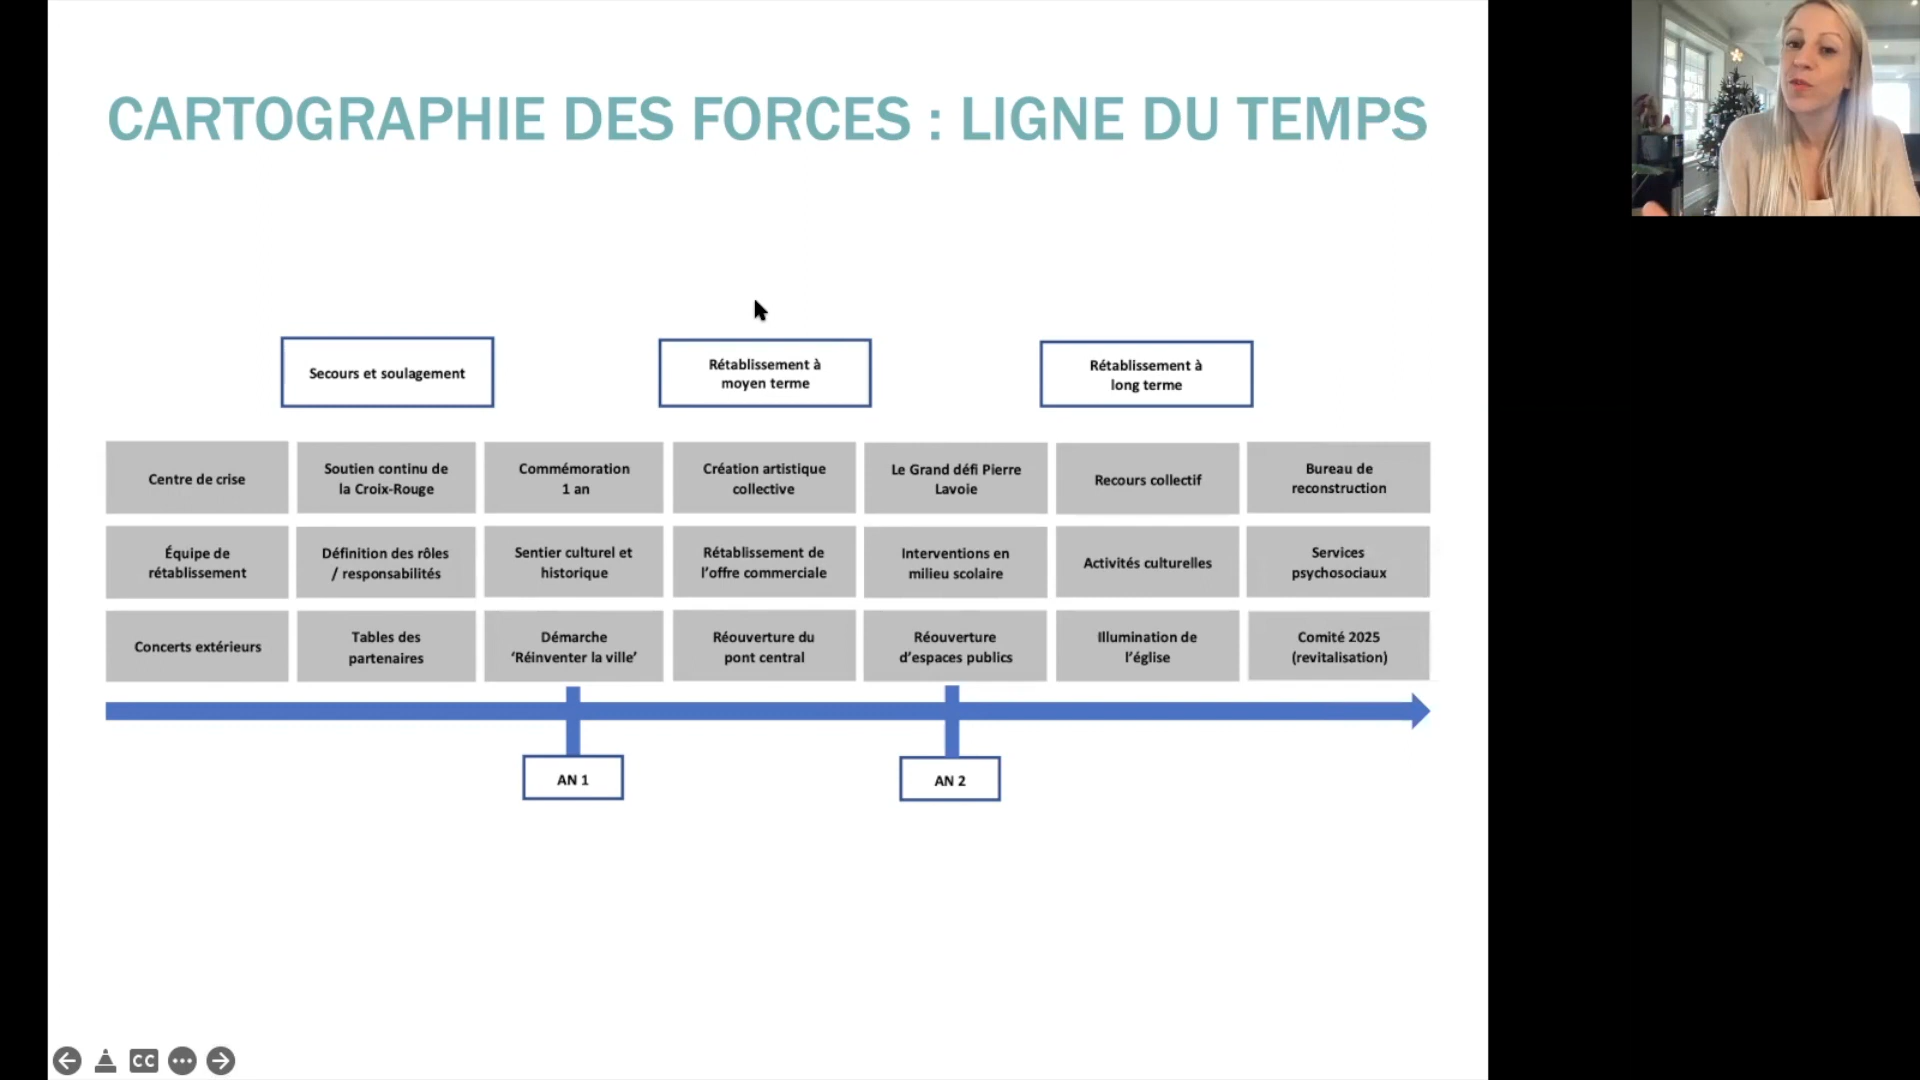 CARTOGRAPHIE DES FORCES : LIGNE DU TEMPS
Secours et soulagement
Rétablissement à
moyen terme
Rétablissement à
long terme
Centre de crise
Soutien continu de
la Croix-Rouge
Commémoration
1 an
Création artistique
collective
Le Grand défi Pierre
Lavoie
Recours collectif
Bureau de
reconstruction
Équipe de
rétablissement
Définition des rôles
/ responsabilités
Sentier culturel et
historique
Rétablissement de
l’offre commerciale
Interventions en
milieu scolaire
Activités culturelles
Services
psychosociaux
Concerts extérieurs
Tables des
partenaires
Démarche
‘Réinventer la ville’
Réouverture du
pont central
Réouverture
d’espaces publics
Illumination de
l’église
Comité 2025
(revitalisation)
AN 1
AN 2
CC